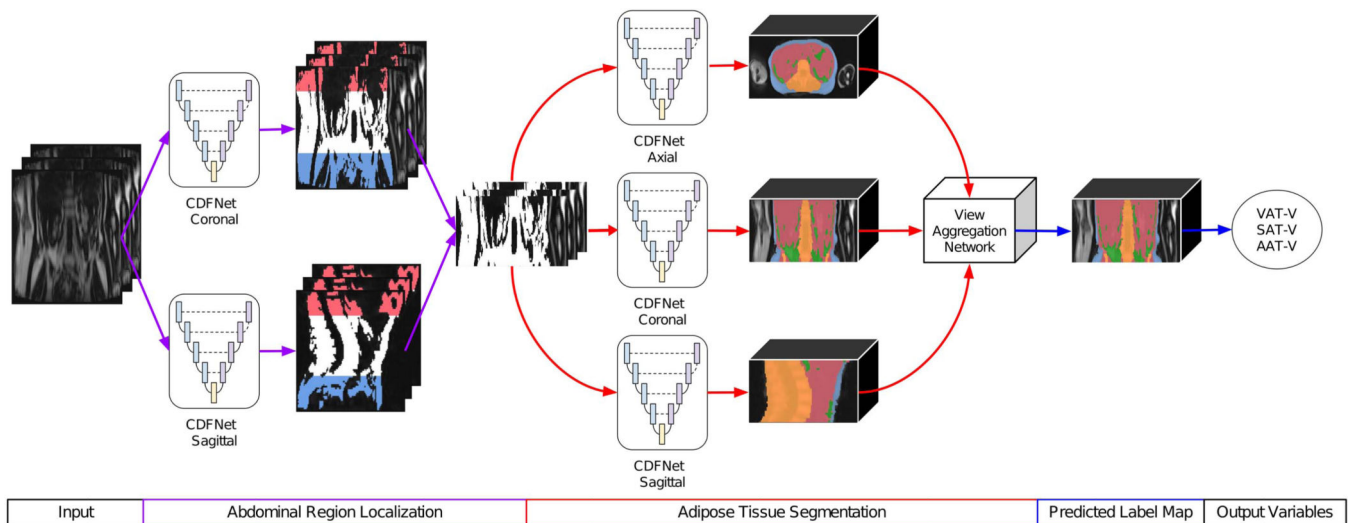 CDFNet
Coronal
CDFNet
Sagittal
CDFNet
Axial
CDFNet
Coronal
CDFNet
Sagittal
View
Aggregation
Network
VAT-V
SAT-V
AAT-V
Input
Abdominal Region Localization
Adipose Tissue Segmentation
Predicted Label Map
Output Variables